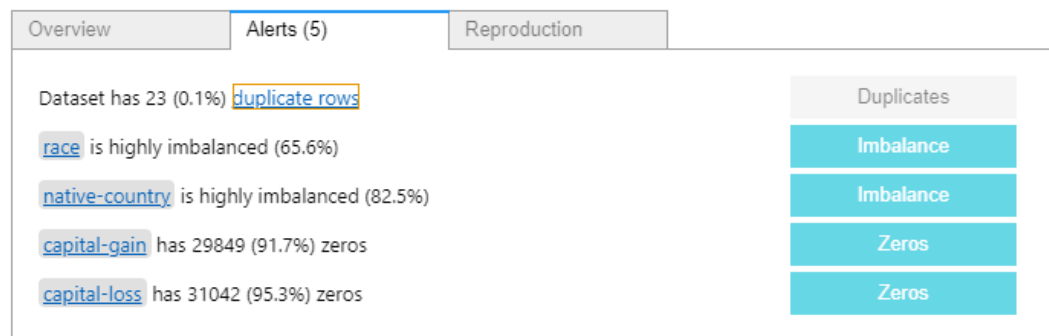 Overview Alerts (5) Reproduction
Dataset has 23 (0.1%) duplicate rows Duplicates
race is highly imbalanced (65.6%) Imbalance
native-country is highly imbalanced (82.5%) Imbalance
capital-gain has 29849 (91.7%) zeros Zeros
capital-loss has 31042 (95.3%) zeros Zeros